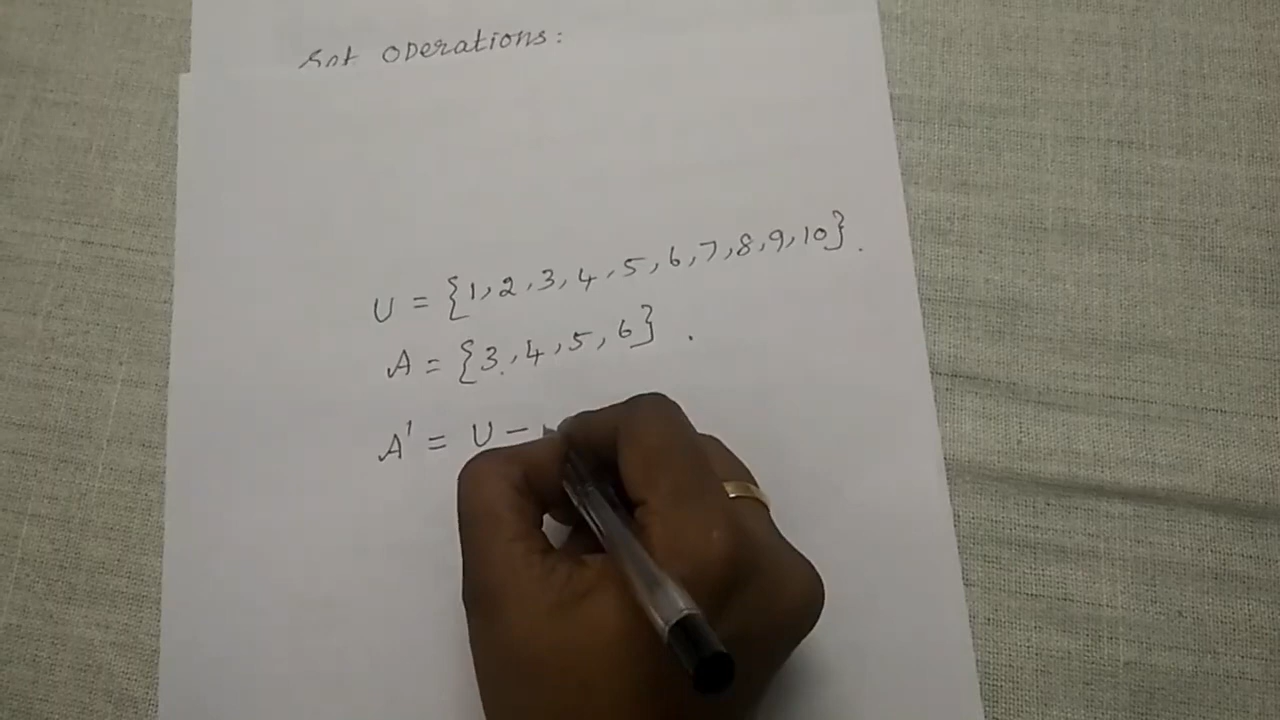 Set Operations:
U = {1,2,3,4,5,6,7,8,9,10}.
A = {3,4,5,6}.
A' = U -